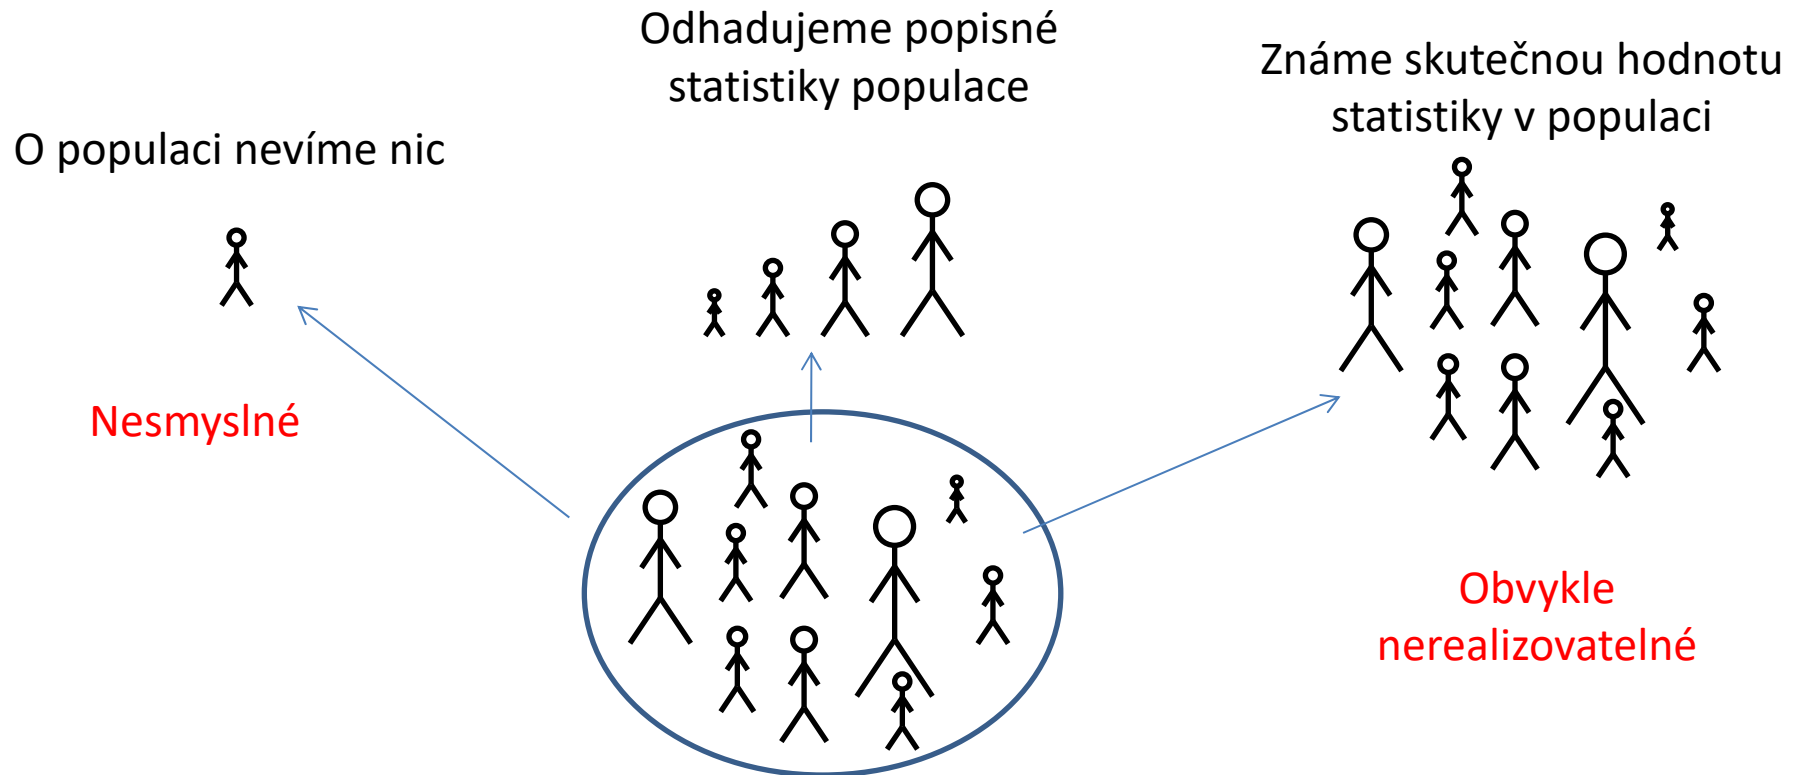 O populaci nevíme nic
Nesmyslné
Odhadujeme popisné
statistiky populace
Známe skutečnou hodnotu
statistiky v populaci
Obvykle
nerealizovatelné